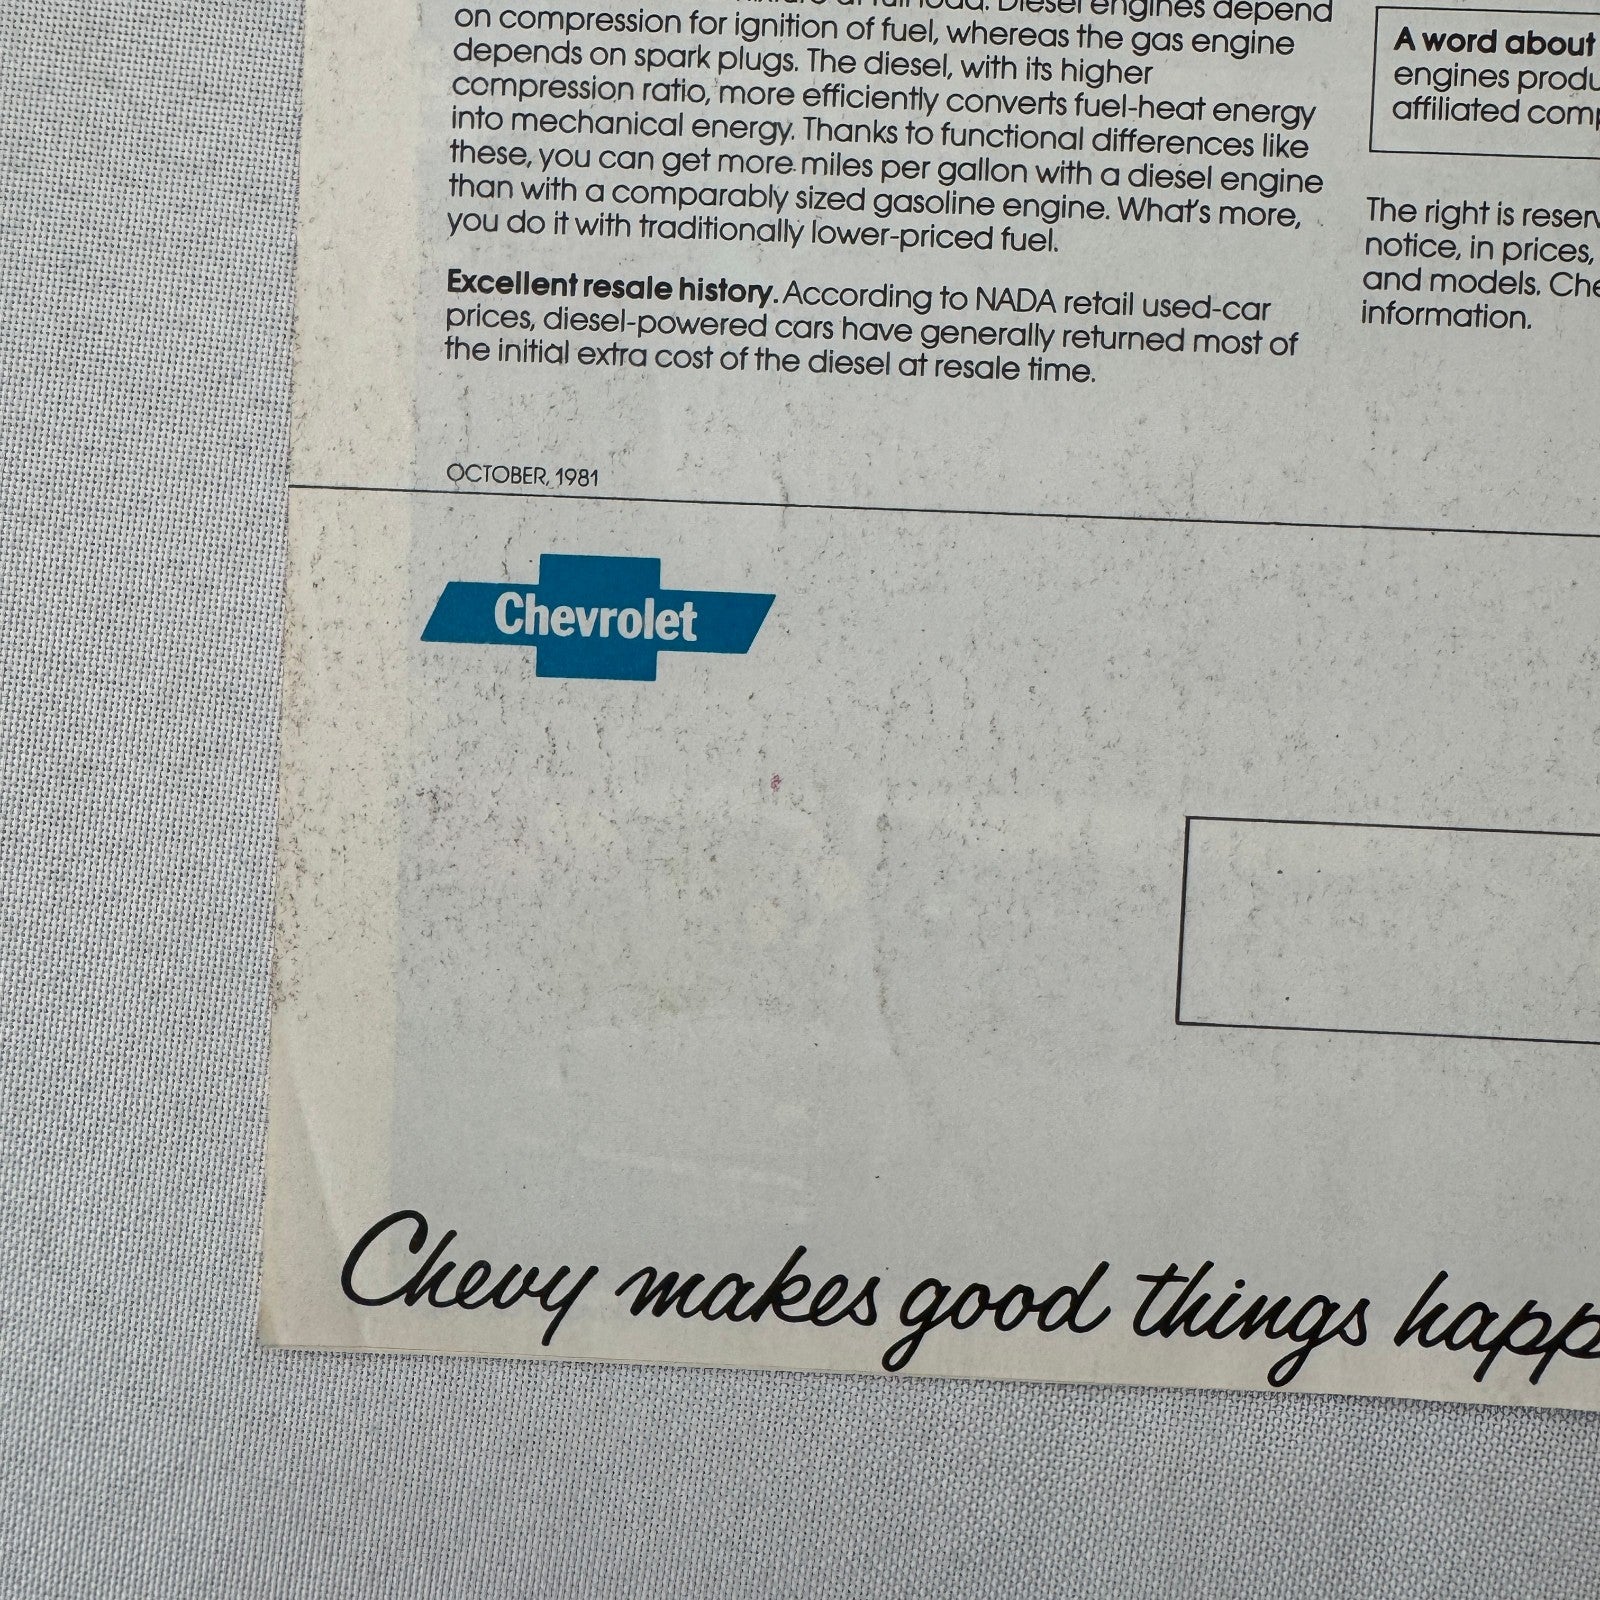 Diesel engines depend
on compression for ignition of fuel, whereas the gas engine
depends on spark plugs. The diesel, with its higher
compression ratio, more efficiently converts fuel-heat energy
into mechanical energy. Thanks to functional differences like
these, you can get more miles per gallon with a diesel engine
than with a comparably sized gasoline engine. What's more,
you do it with traditionally lower-priced fuel.
Excellent resale history. According to NADA retail used-car
prices, diesel-powered cars have generally returned most of
the initial extra cost of the diesel at resale time.
OCTOBER, 1981
A word about
engines produ
affiliated comp
The right is reserv
notice, in prices,
and models. Che
information.
Chevrolet
Chevy makes good things happ